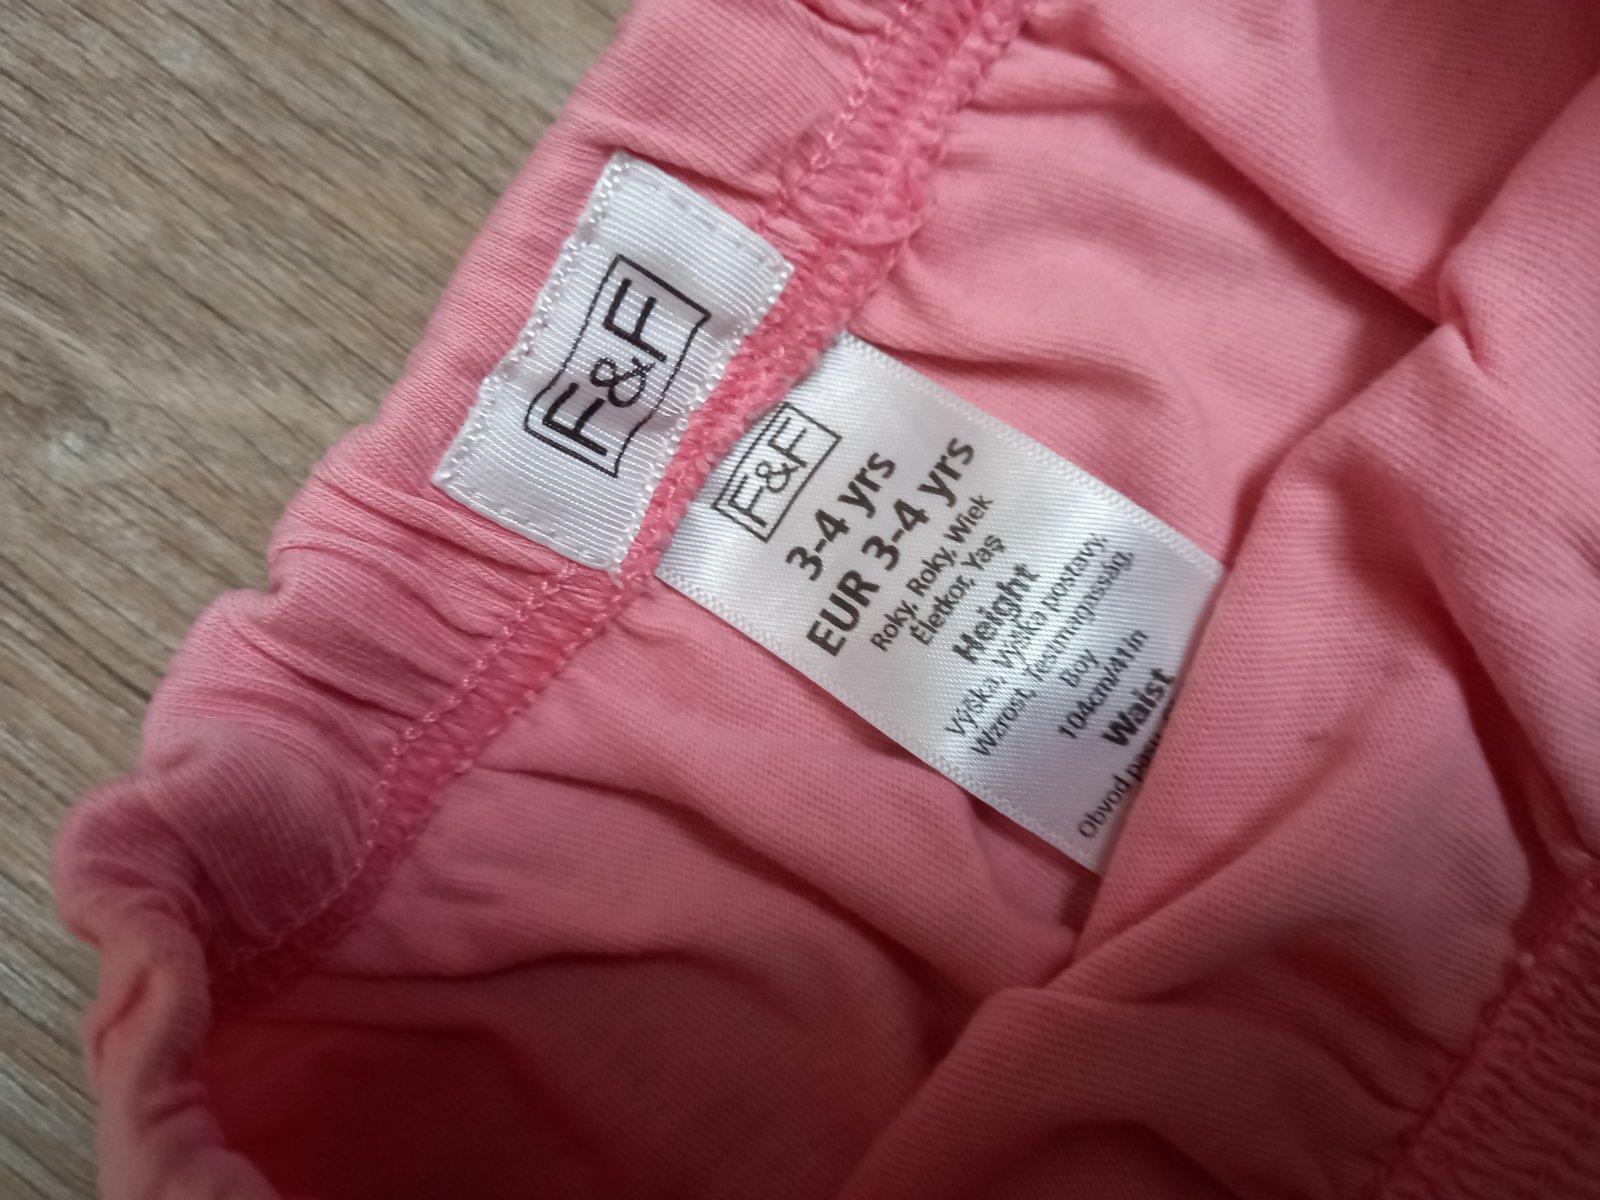 F&F
F&F
3-4 yrs
EUR 3-4 yrs
Roky, Roky, Wiek
Életkor, Yaş
Height
Výška, Výška postavy,
Wzrost, Testmagasság,
Boy
104cm/41in
Waist
Obvod